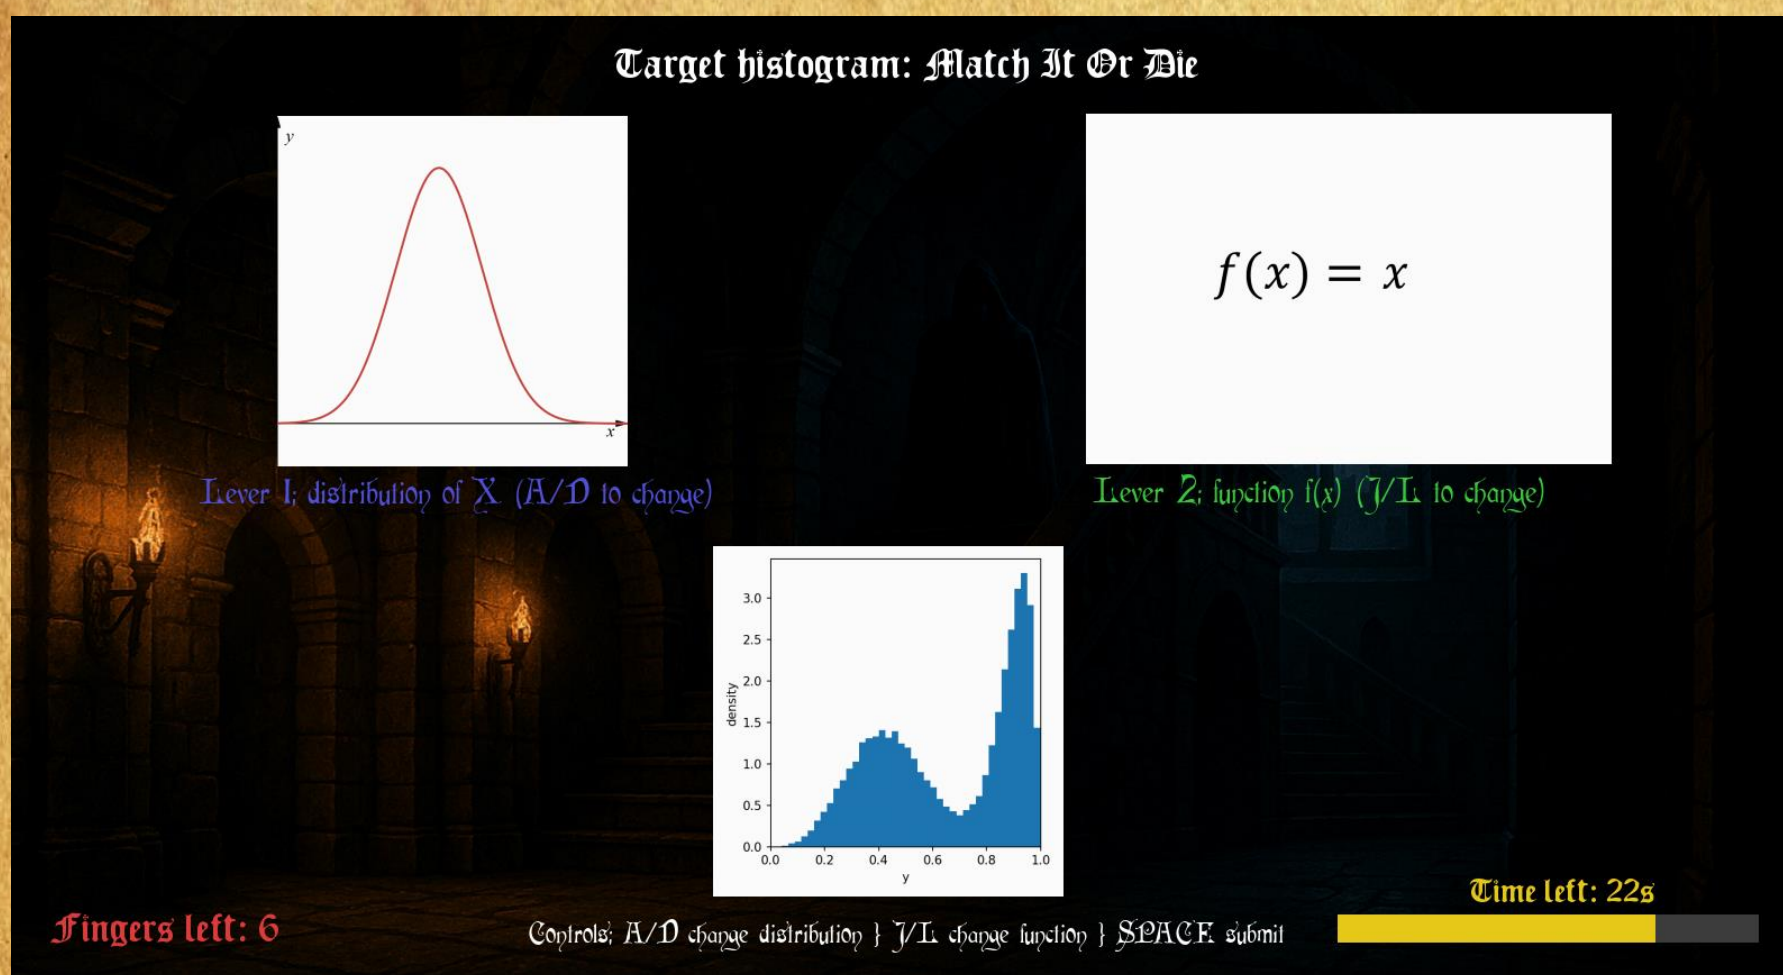 Target histogram: Match It Or Die
y
x
f(x) = x
Lever 1; distribution of X (A/D to change)
Lever 2; function f(x) (J/L to change)
3.0
2.5
2.0
1.5
1.0
0.5
0.0
density
0.0 0.2 0.4 0.6 0.8 1.0
y
Time left: 22s
Fingers left: 6
Controls; A/D change distribution } J/L change function } SPACE submit